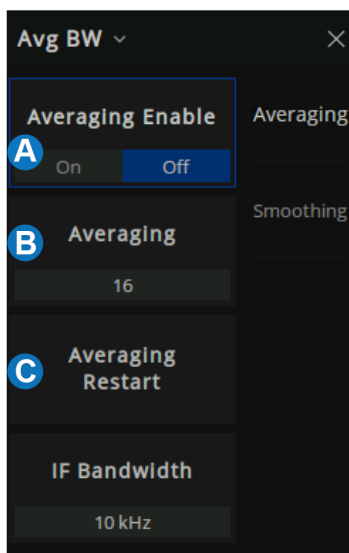 Avg BW
Averaging Enable
A
On Off
B
Averaging
16
C
Averaging
Restart
IF Bandwidth
10 kHz
Averaging
Smoothing